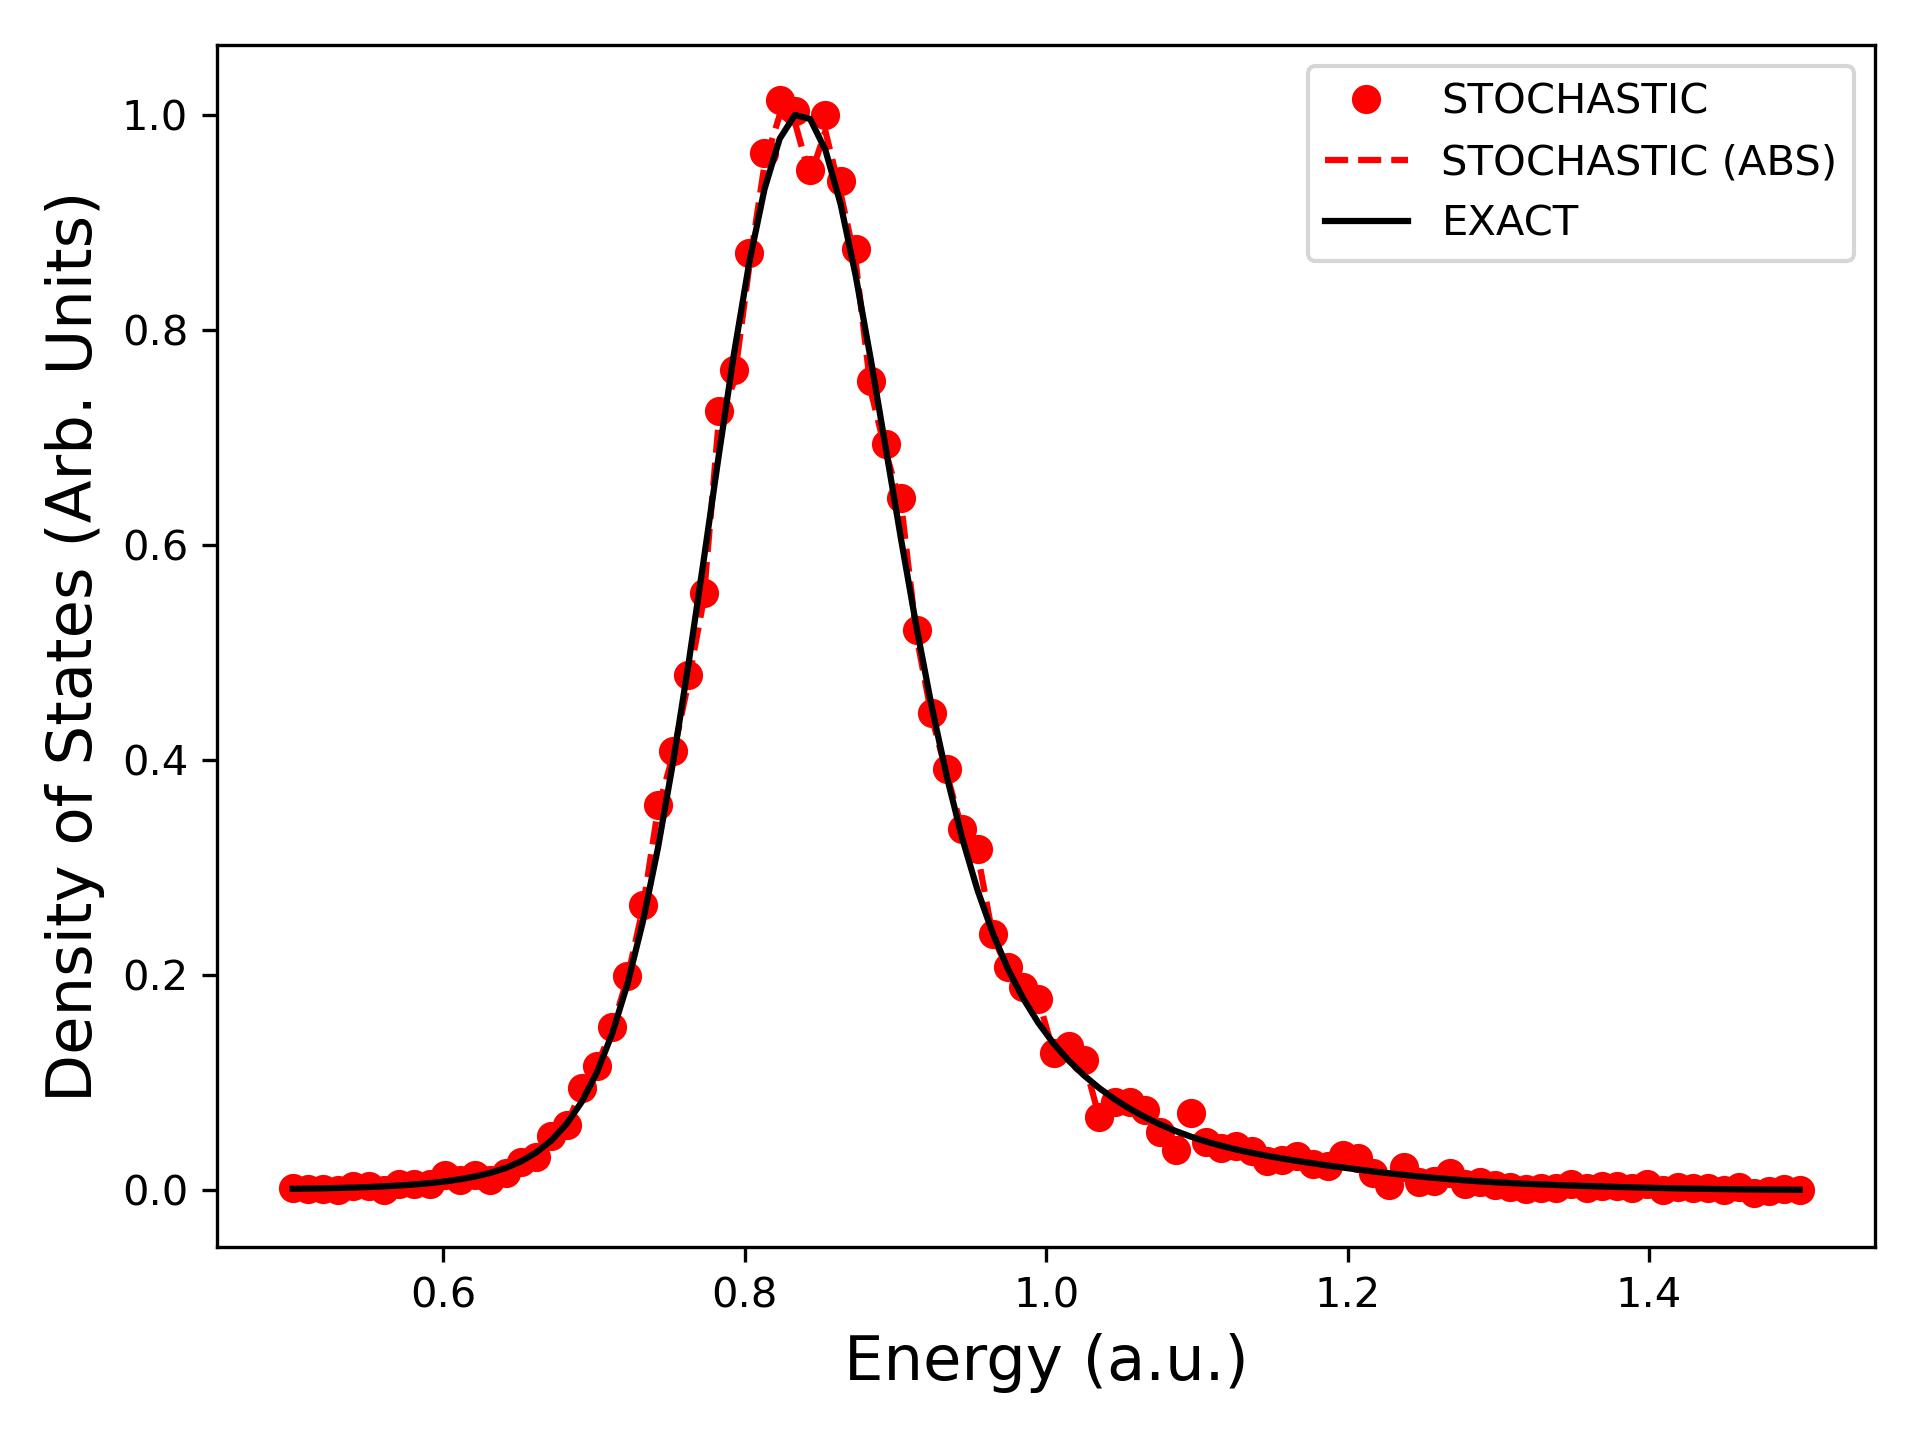 STOCHASTIC
STOCHASTIC (ABS)
EXACT
Density of States (Arb. Units)
1.0
0.8
0.6
0.4
0.2
0.0
0.6 0.8 1.0 1.2 1.4
Energy (a.u.)